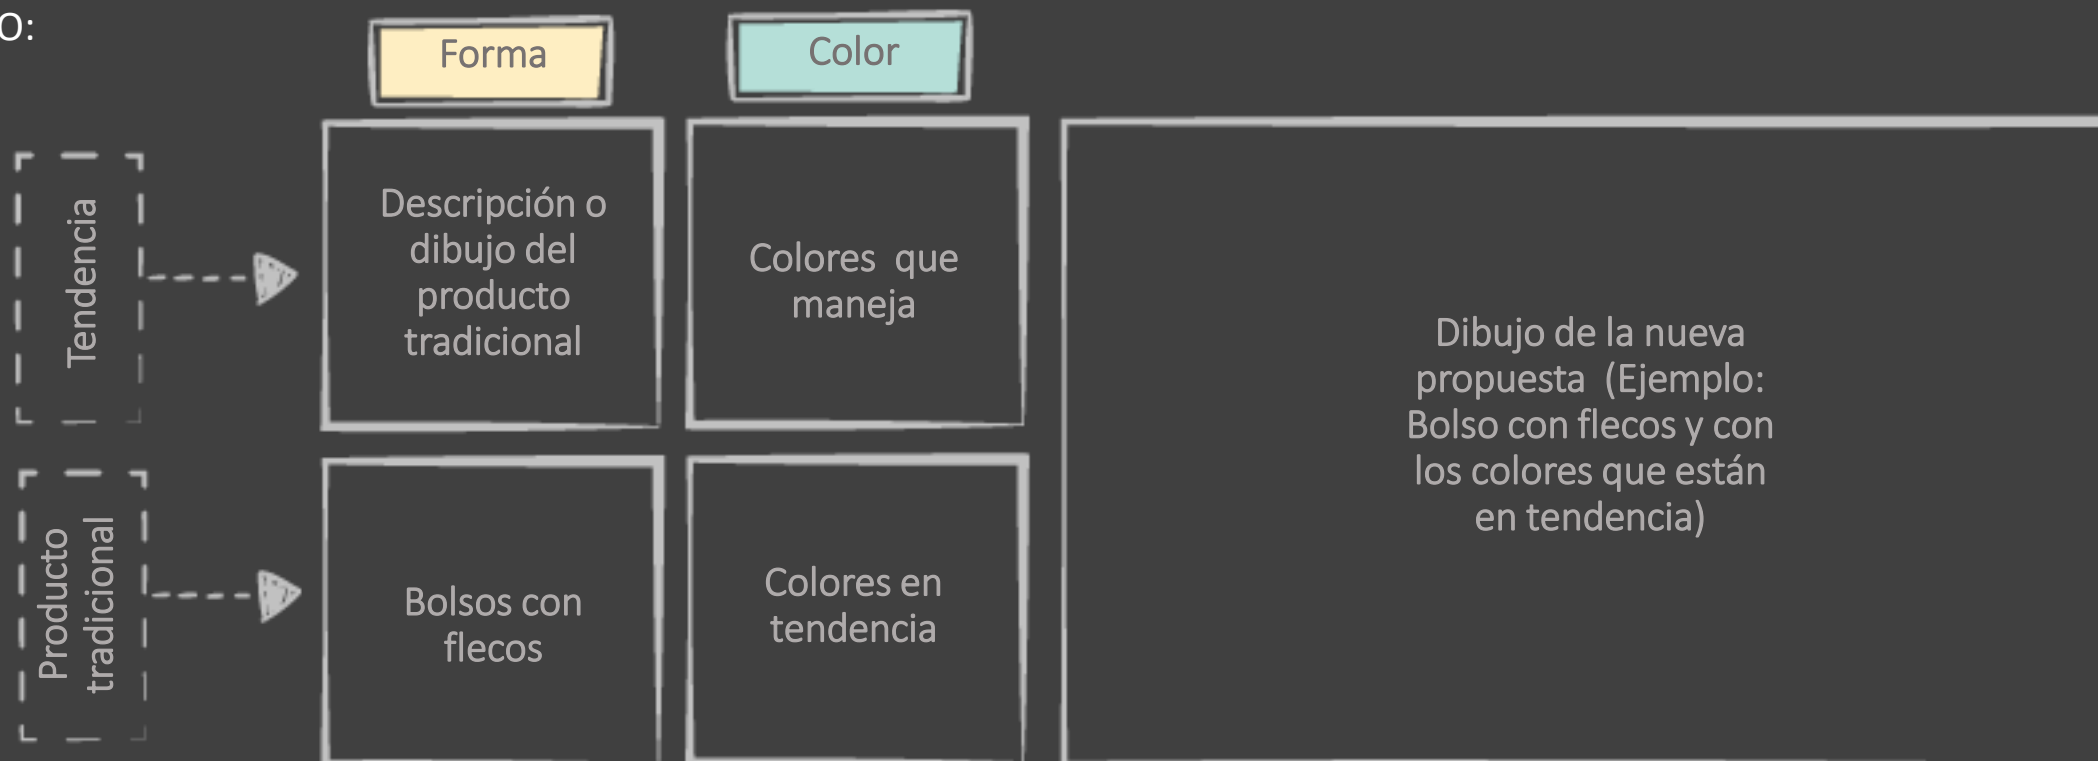 O:
Forma
Color
Tendencia
Descripción o
dibujo del
producto
tradicional
Colores que
maneja
Dibujo de la nueva
propuesta (Ejemplo:
Bolso con flecos y con
los colores que están
en tendencia)
Producto
tradicional
Bolsos con
flecos
Colores en
tendencia